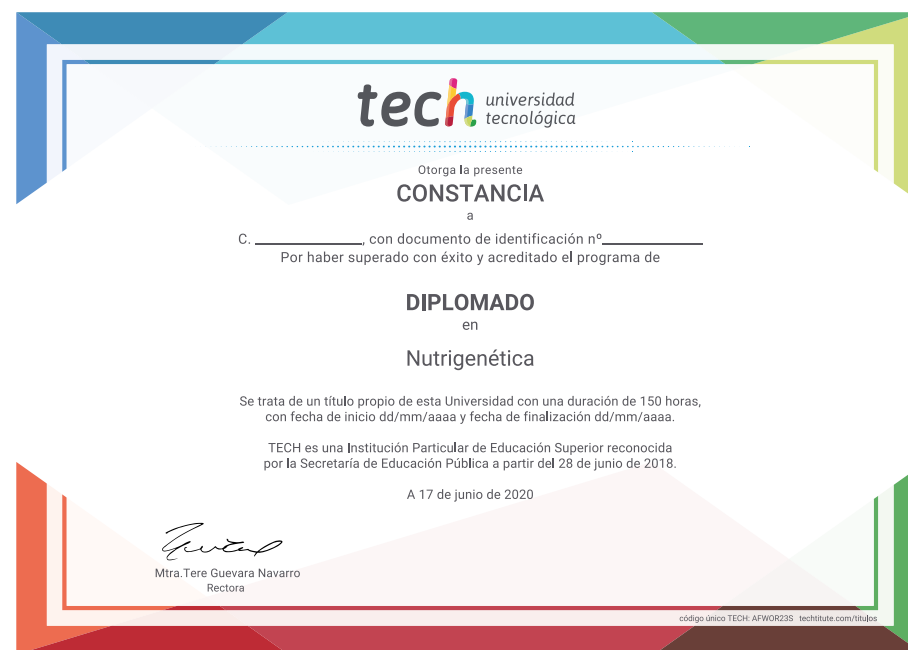 tech universidad
tecnológica
Otorga la presente
CONSTANCIA
a
C. ____________, con documento de identificación nº____________
Por haber superado con éxito y acreditado el programa de
DIPLOMADO
en
Nutrigenética
Se trata de un título propio de esta Universidad con una duración de 150 horas,
con fecha de inicio dd/mm/aaaa y fecha de finalización dd/mm/aaaa.
TECH es una Institución Particular de Educación Superior reconocida
por la Secretaría de Educación Pública a partir del 28 de junio de 2018.
A 17 de junio de 2020
Mtra.Tere Guevara Navarro
Rectora
código único TECH: AFWOR23S techtitute.com/titulos